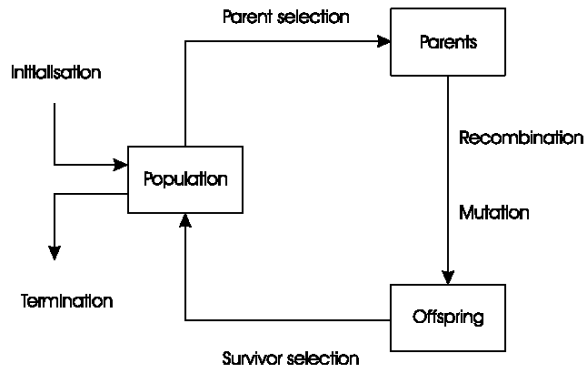 Parent selection
Parents
Initialisation
Recombination
Population
Mutation
Termination
Offspring
Survivor selection